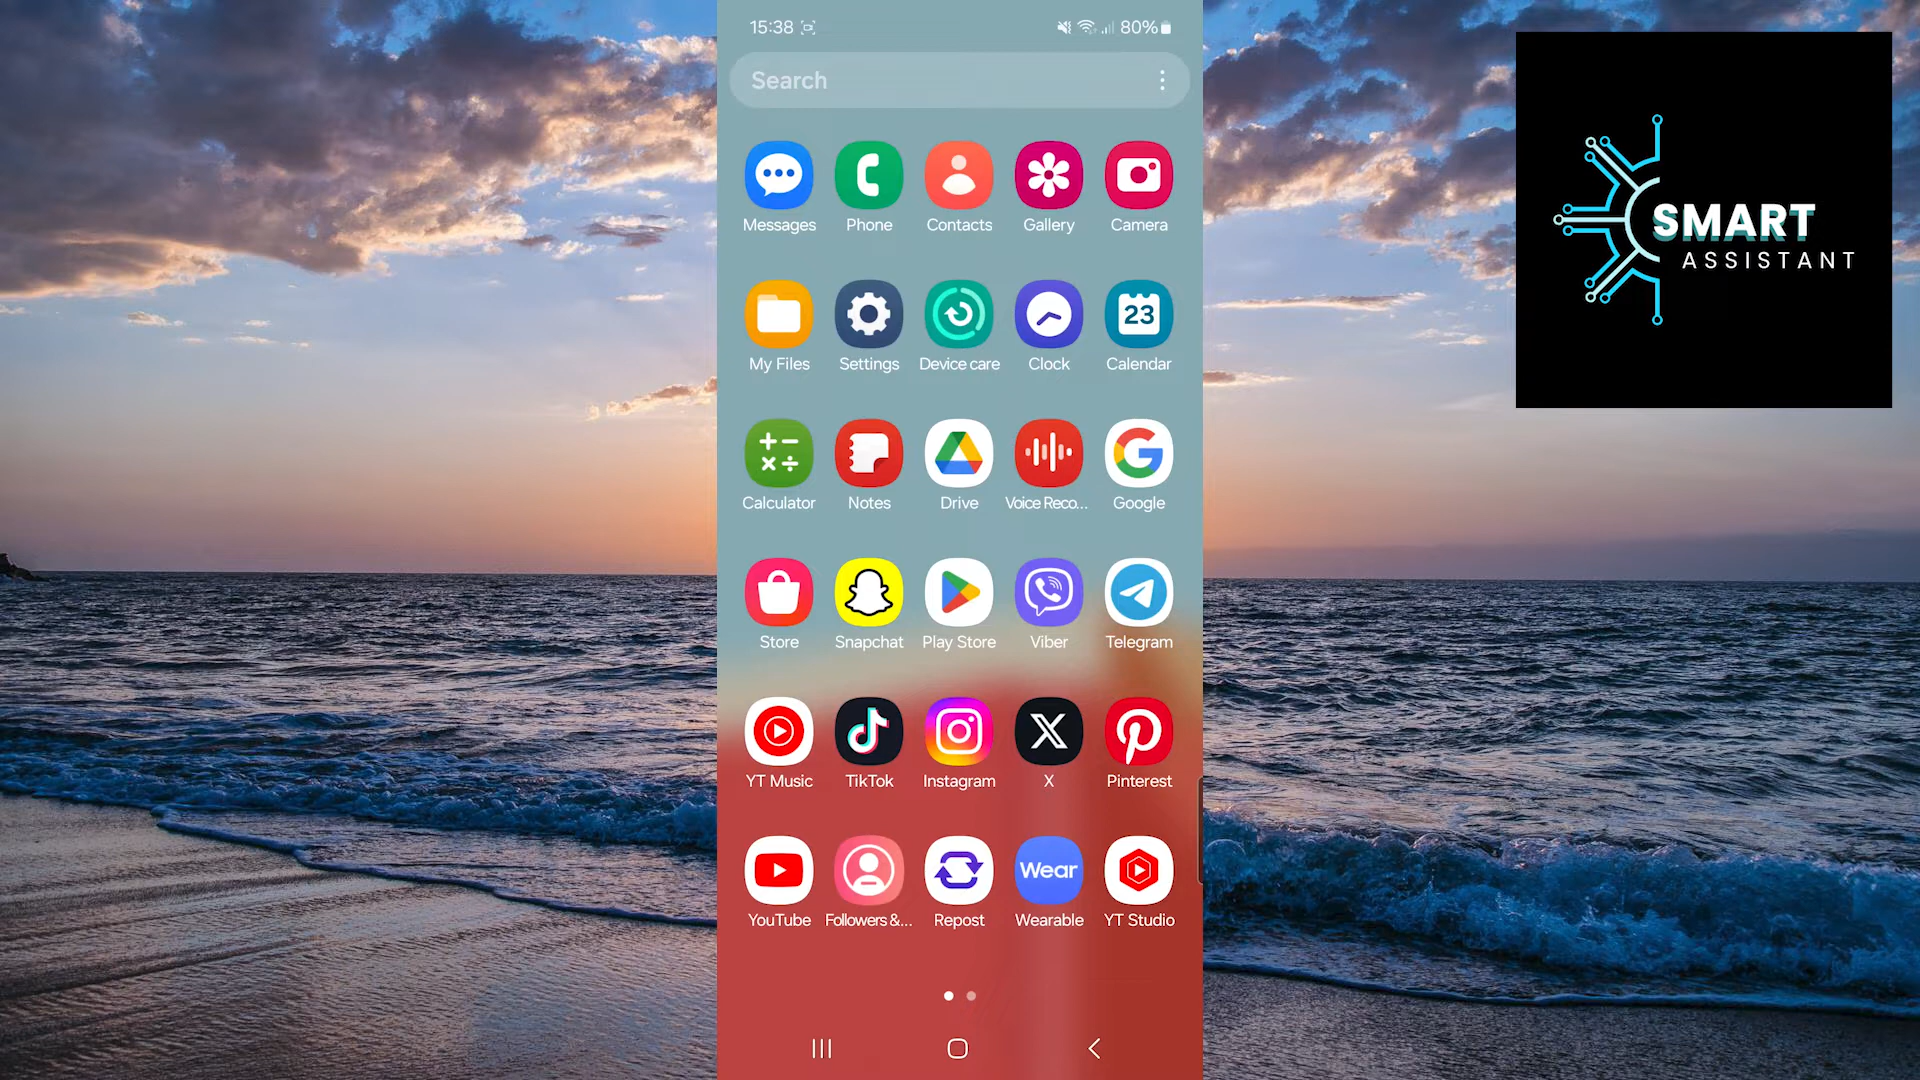 15:38
80%
Search
Messages Phone Contacts Gallery Camera
My Files Settings Device care Clock Calendar
23
Calculator Notes Drive Voice Reco... Google
Store Snapchat Play Store Viber Telegram
YT Music TikTok Instagram X Pinterest
Wear
YouTube Followers &... Repost Wearable YT Studio
SMART
ASSISTANT